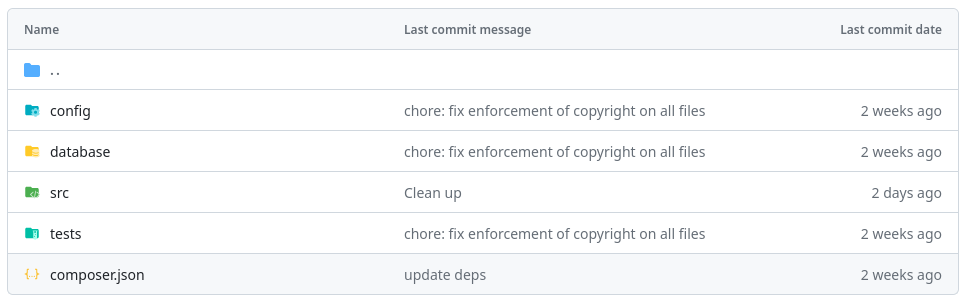 Name Last commit message Last commit date
..
config chore: fix enforcement of copyright on all files 2 weeks ago
database chore: fix enforcement of copyright on all files 2 weeks ago
src Clean up 2 days ago
tests chore: fix enforcement of copyright on all files 2 weeks ago
composer.json update deps 2 weeks ago